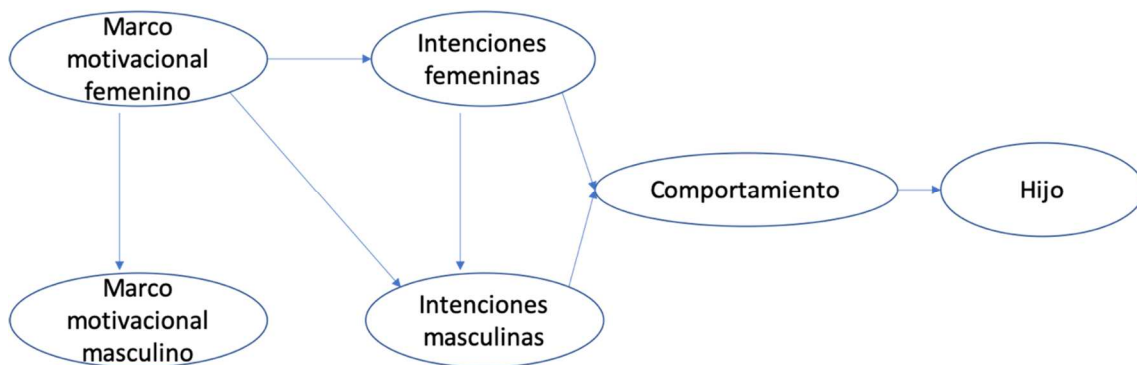 Marco
motivacional
femenino
Intenciones
femeninas
Comportamiento
Hijo
Marco
motivacional
masculino
Intenciones
masculinas